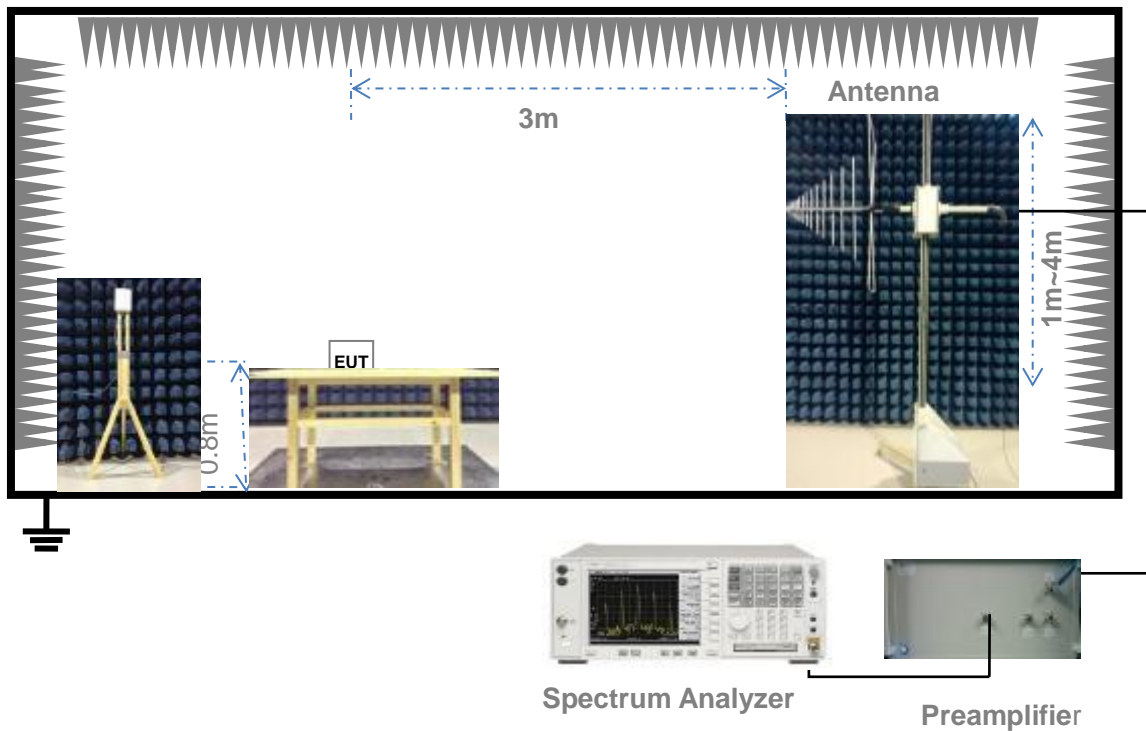 Antenna
3m
1m~4m
EUT
0.8m
Spectrum Analyzer
Preamplifier